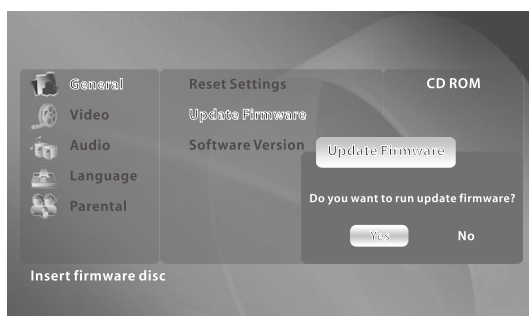 General
Video
Audio
Language
Parental
Reset Settings
Update Firmware
Software Version
CD ROM
Update Firmware
Do you want to run update firmware?
Yes
No
Insert firmware disc